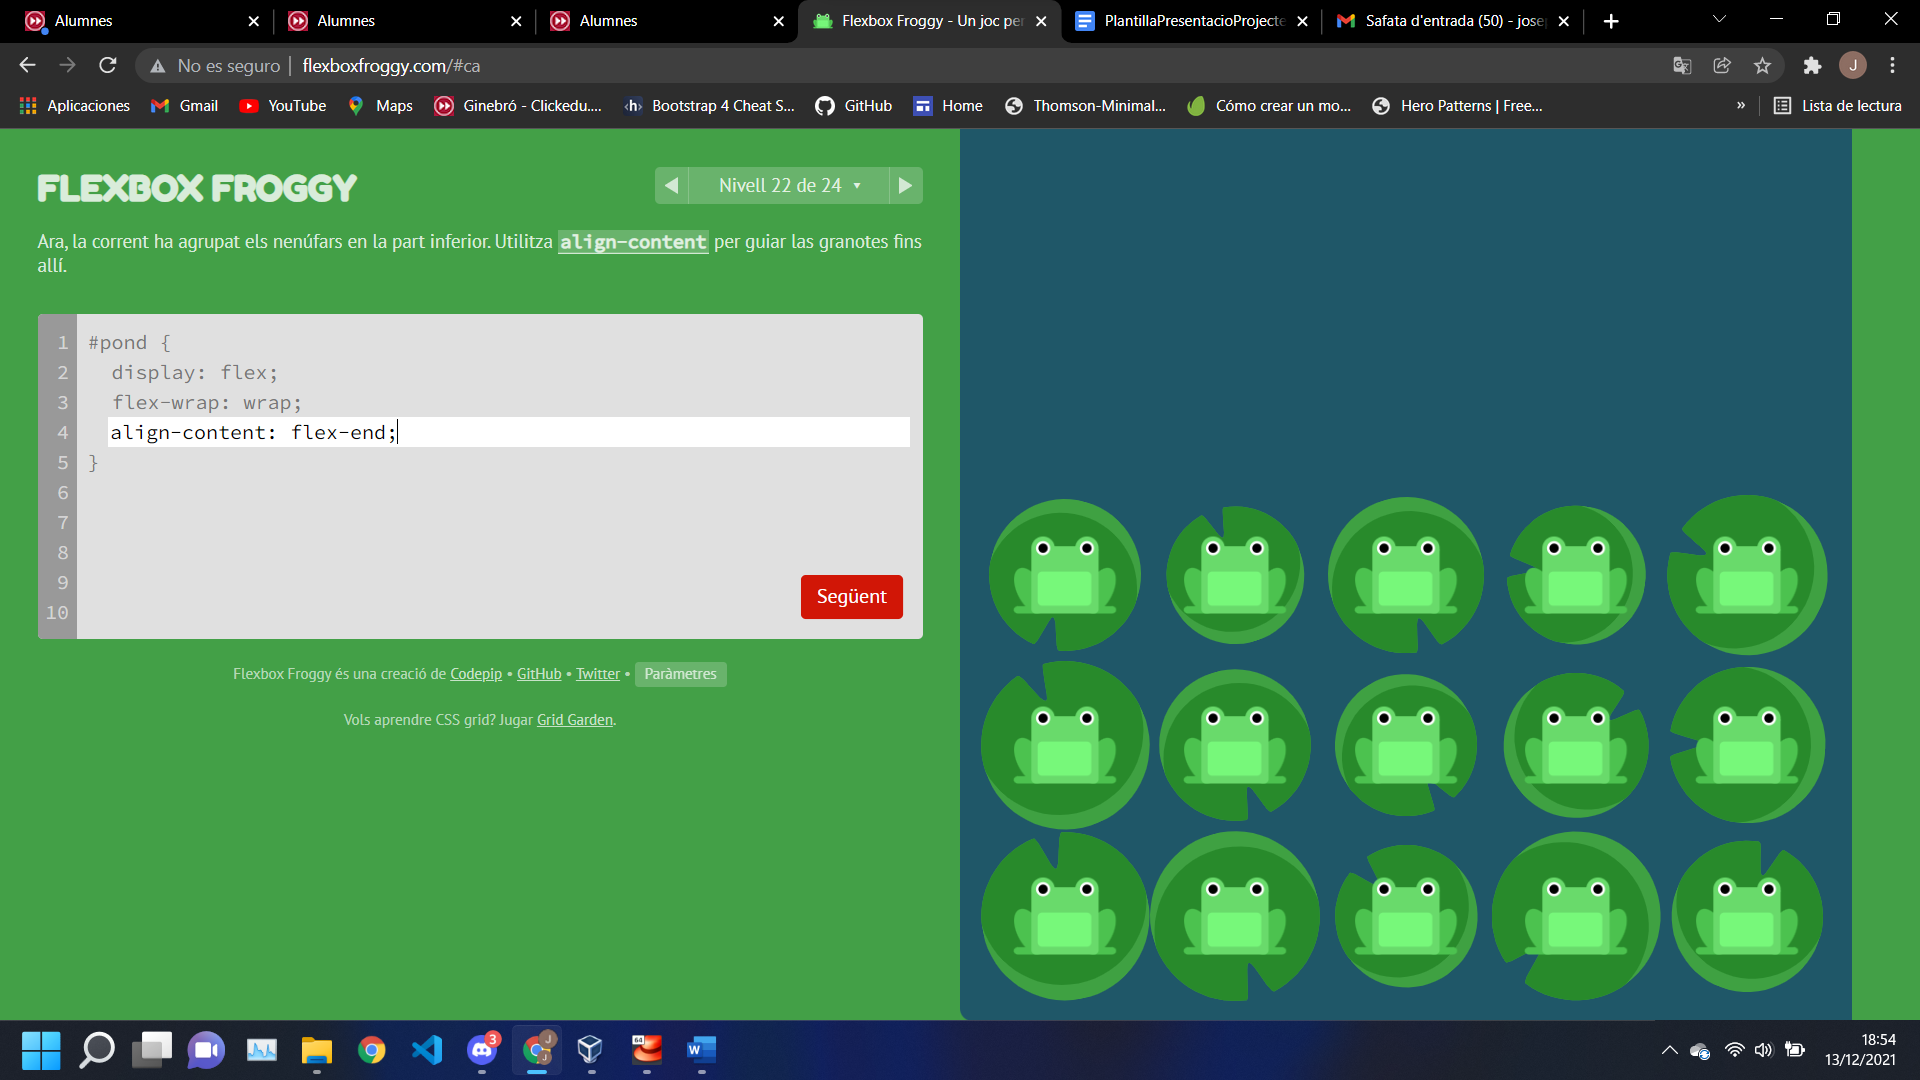 Alumnes
Alumnes
Alumnes
Flexbox Froggy - Un joc per
PlantillaPresentacioProjecte
Safata d'entrada (50) - josep
No es seguro
flexboxfroggy.com/#ca
J
Aplicaciones
Gmail
YouTube
Maps
Ginebró - Clickedu....
Bootstrap 4 Cheat S...
GitHub
Home
Thomson-Minimal...
Cómo crear un mo...
Hero Patterns | Free...
»
Lista de lectura
FLEXBOX FROGGY
Nivell 22 de 24
Ara, la corrent ha agrupat els nenúfars en la part inferior. Utilitza align-content per guiar las granotes fins
allí.
1 #pond {
2 display: flex;
3 flex-wrap: wrap;
4 align-content: flex-end;
5 }
6
7
8
9
10
Següent
Flexbox Froggy és una creació de Codepip • GitHub • Twitter • Paràmetres
Vols aprendre CSS grid? Jugar Grid Garden.
3
J
J
64
W
18:54
13/12/2021